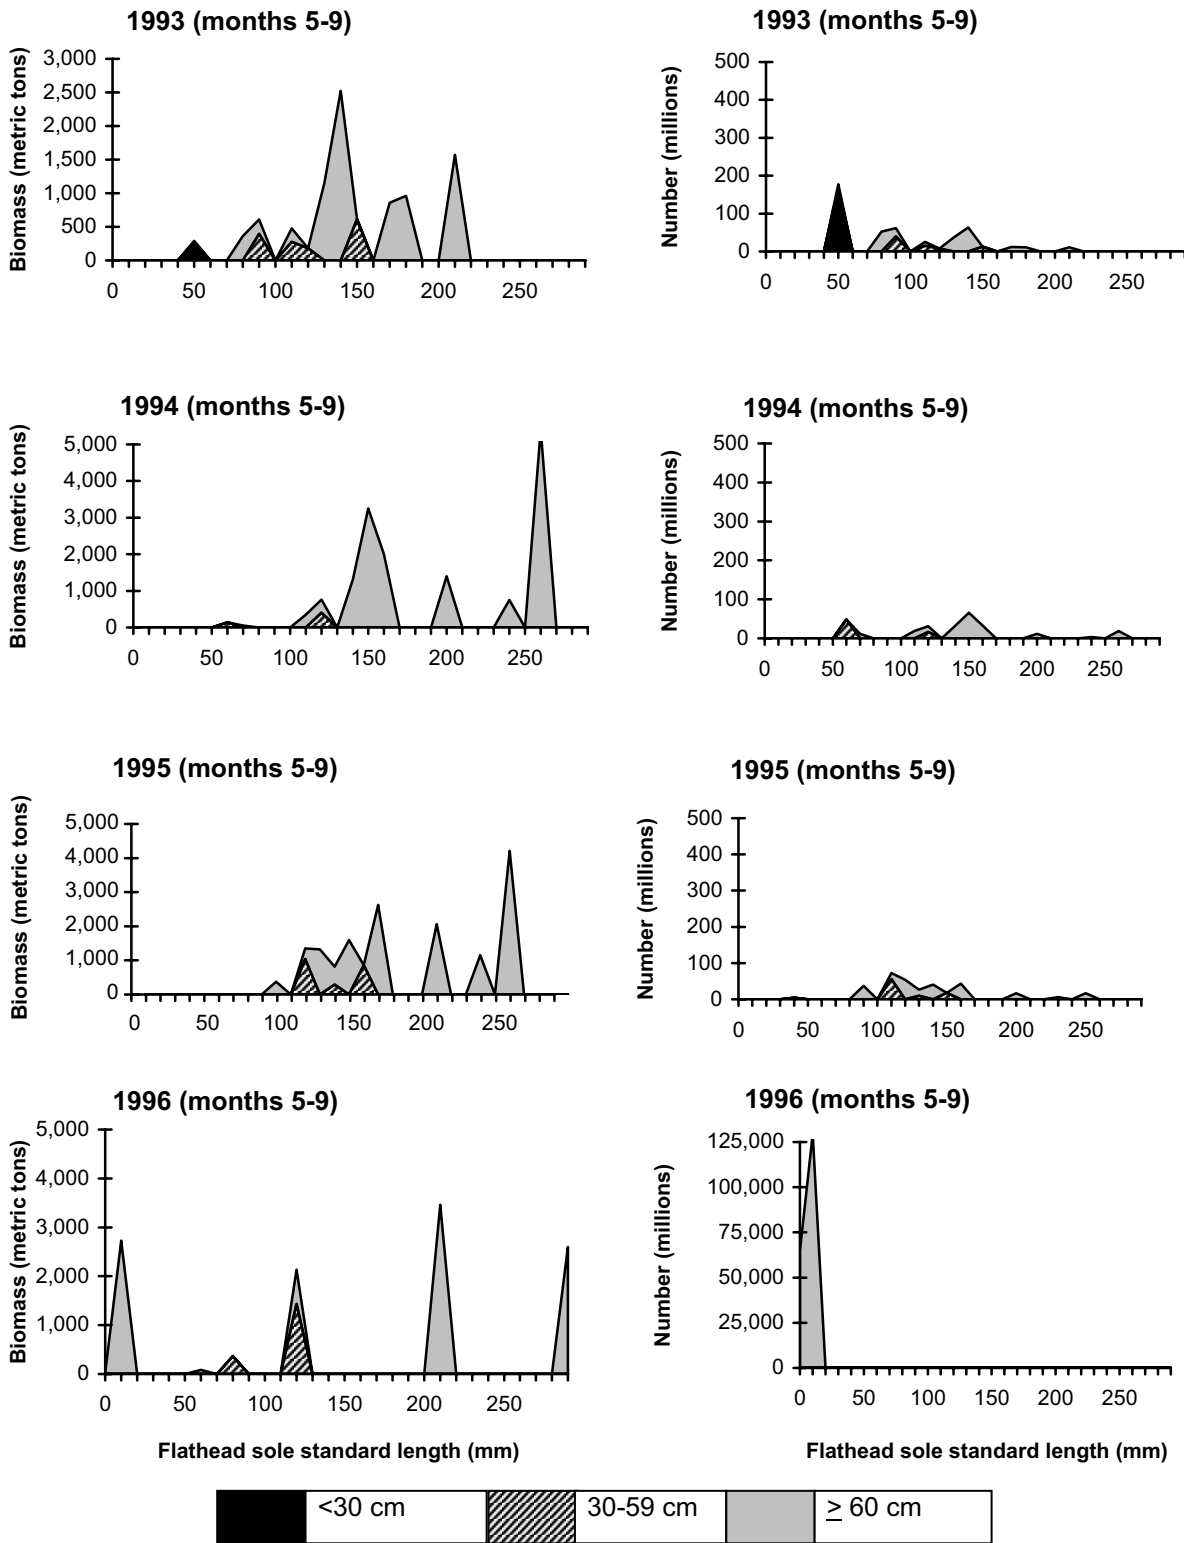 1993 (months 5-9)
Biomass (metric tons)
3,000
2,500
2,000
1,500
1,000
500
0
0 50 100 150 200 250
1993 (months 5-9)
Number (millions)
500
400
300
200
100
0
0 50 100 150 200 250
1994 (months 5-9)
Biomass (metric tons)
5,000
4,000
3,000
2,000
1,000
0
0 50 100 150 200 250
1994 (months 5-9)
Number (millions)
500
400
300
200
100
0
0 50 100 150 200 250
1995 (months 5-9)
Biomass (metric tons)
5,000
4,000
3,000
2,000
1,000
0
0 50 100 150 200 250
1995 (months 5-9)
Number (millions)
500
400
300
200
100
0
0 50 100 150 200 250
1996 (months 5-9)
Biomass (metric tons)
5,000
4,000
3,000
2,000
1,000
0
0 50 100 150 200 250
Flathead sole standard length (mm)
1996 (months 5-9)
Number (millions)
125,000
100,000
75,000
50,000
25,000
0
0 50 100 150 200 250
Flathead sole standard length (mm)
<30 cm 30-59 cm ≥ 60 cm